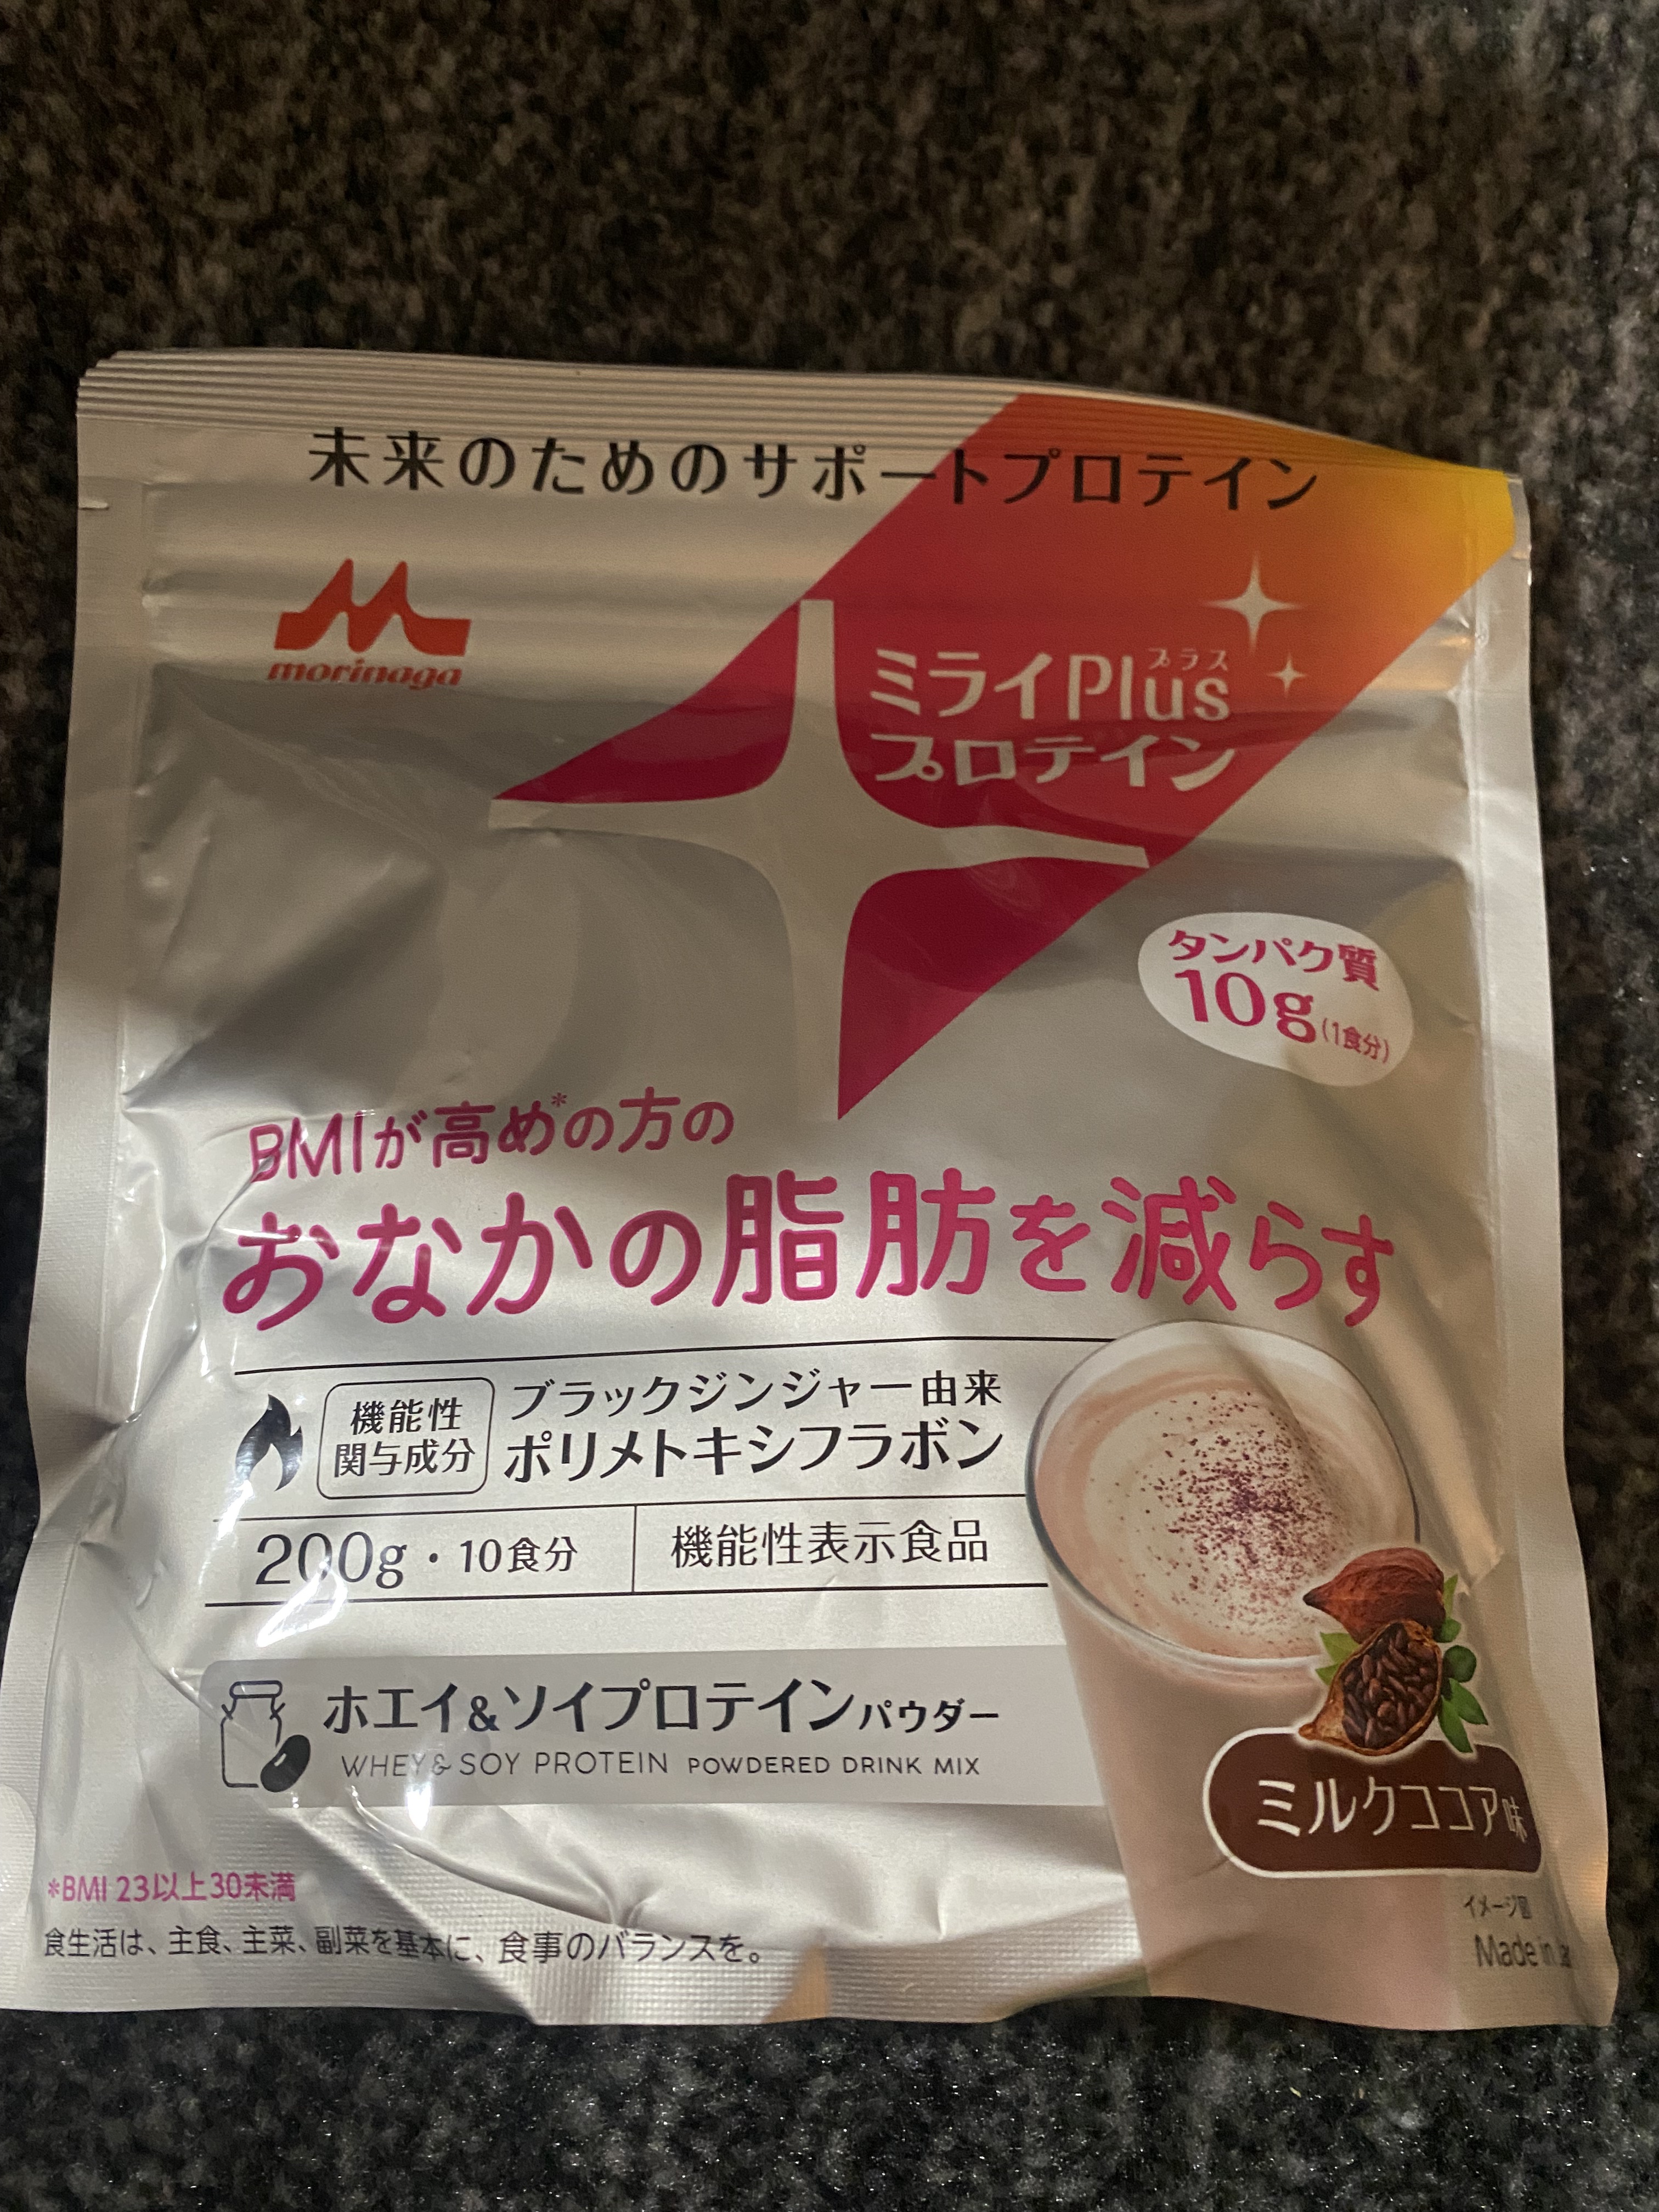 未来のためのサポートプロテイン
morinaga
プラス
ミライPlus
プロテイン
タンパク質
10g(1食分)
BMIが高め*の方の
おなかの脂肪を減らす
機能性
関与成分
ブラックジンジャー由来
ポリメトキシフラボン
200g・10食分
機能性表示食品
ホエイ&ソイプロテインパウダー
WHEY & SOY PROTEIN POWDERED DRINK MIX
ミルクココア味
*BMI 23以上30未満
食生活は、主食、主菜、副菜を基本に、食事のバランスを。
イメージ図
Made in